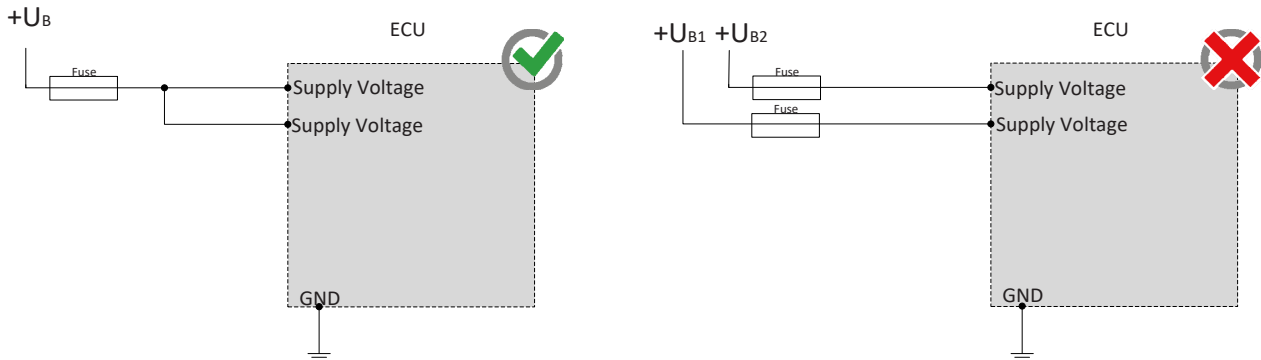 +UB
ECU
Fuse
Supply Voltage
Supply Voltage
GND
+UB1 +UB2
ECU
Fuse
Supply Voltage
Fuse
Supply Voltage
GND